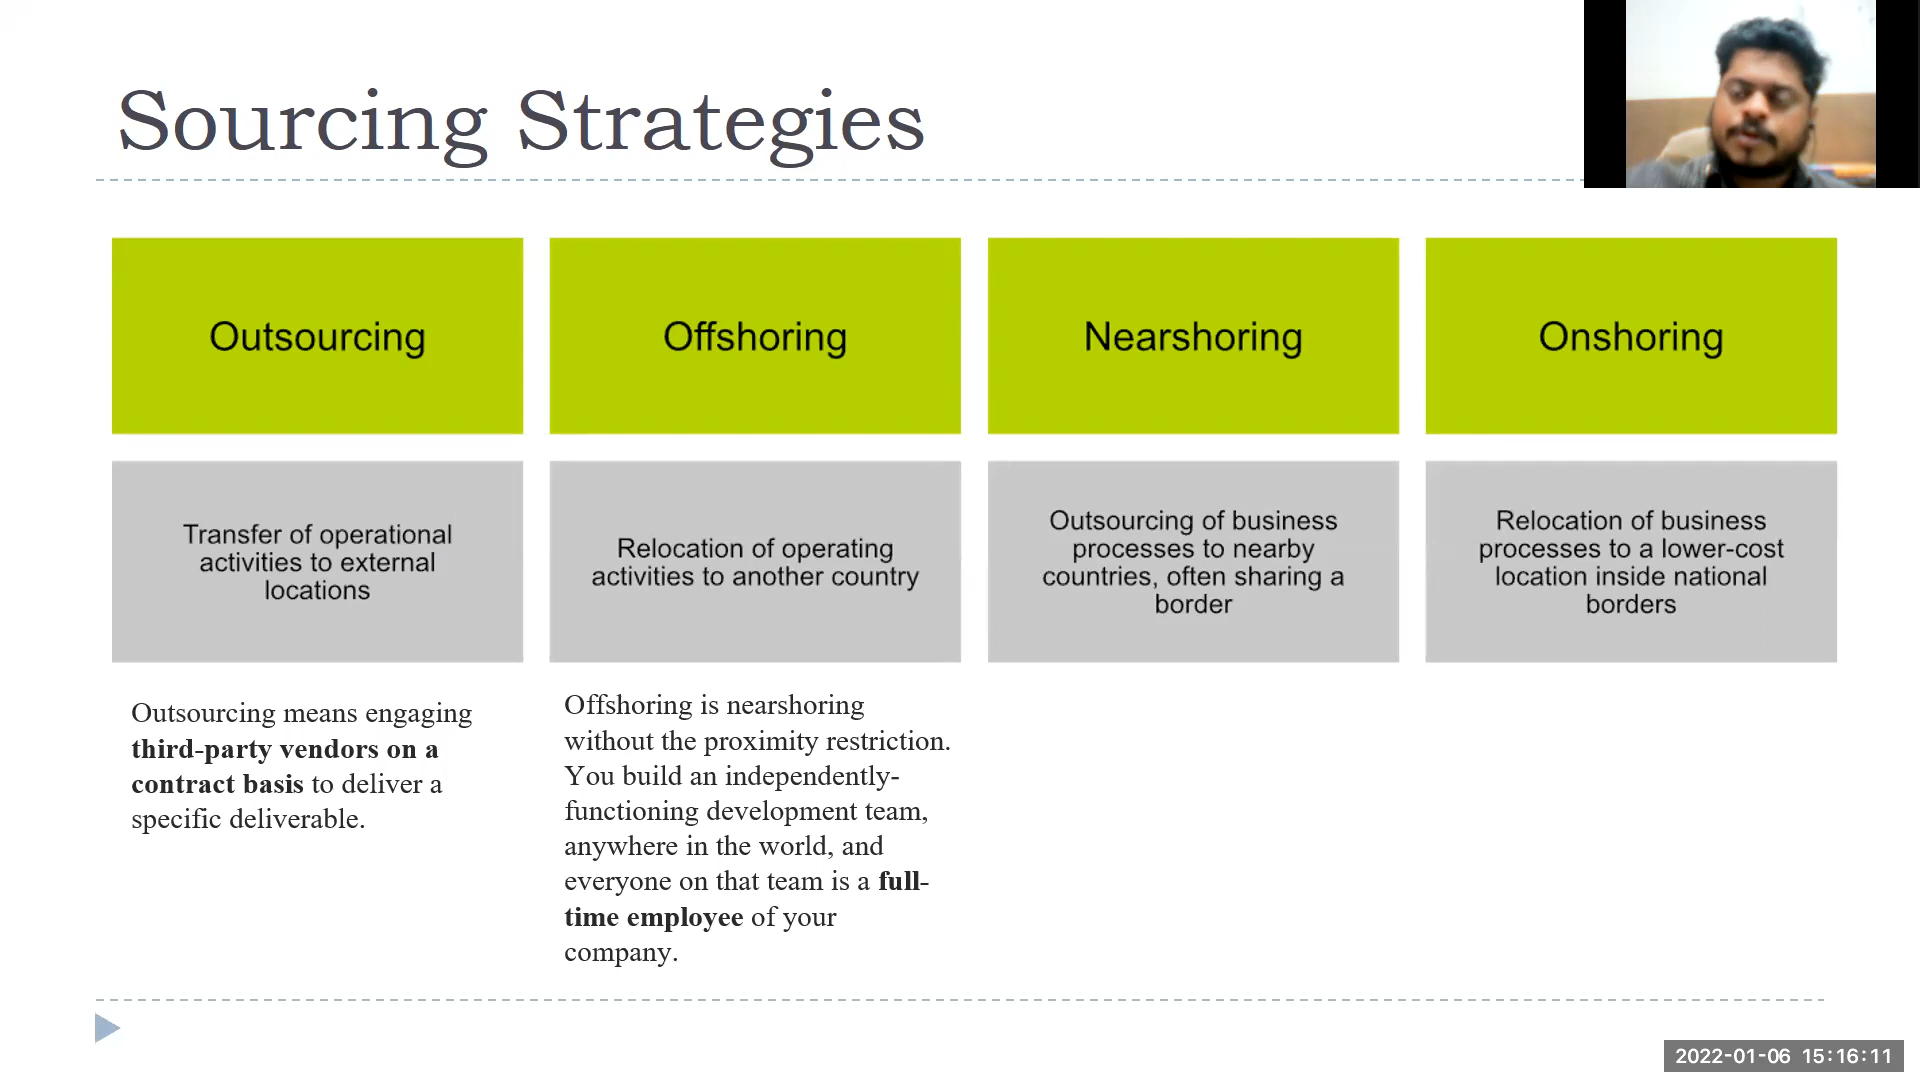 Sourcing Strategies
Outsourcing
Offshoring
Nearshoring
Onshoring
Transfer of operational
activities to external
locations
Relocation of operating
activities to another country
Outsourcing of business
processes to nearby
countries, often sharing a
border
Relocation of business
processes to a lower-cost
location inside national
borders
Outsourcing means engaging
third-party vendors on a
contract basis to deliver a
specific deliverable.
Offshoring is nearshoring
without the proximity restriction.
You build an independently-
functioning development team,
anywhere in the world, and
everyone on that team is a full-
time employee of your
company.
2022-01-06 15:16:11